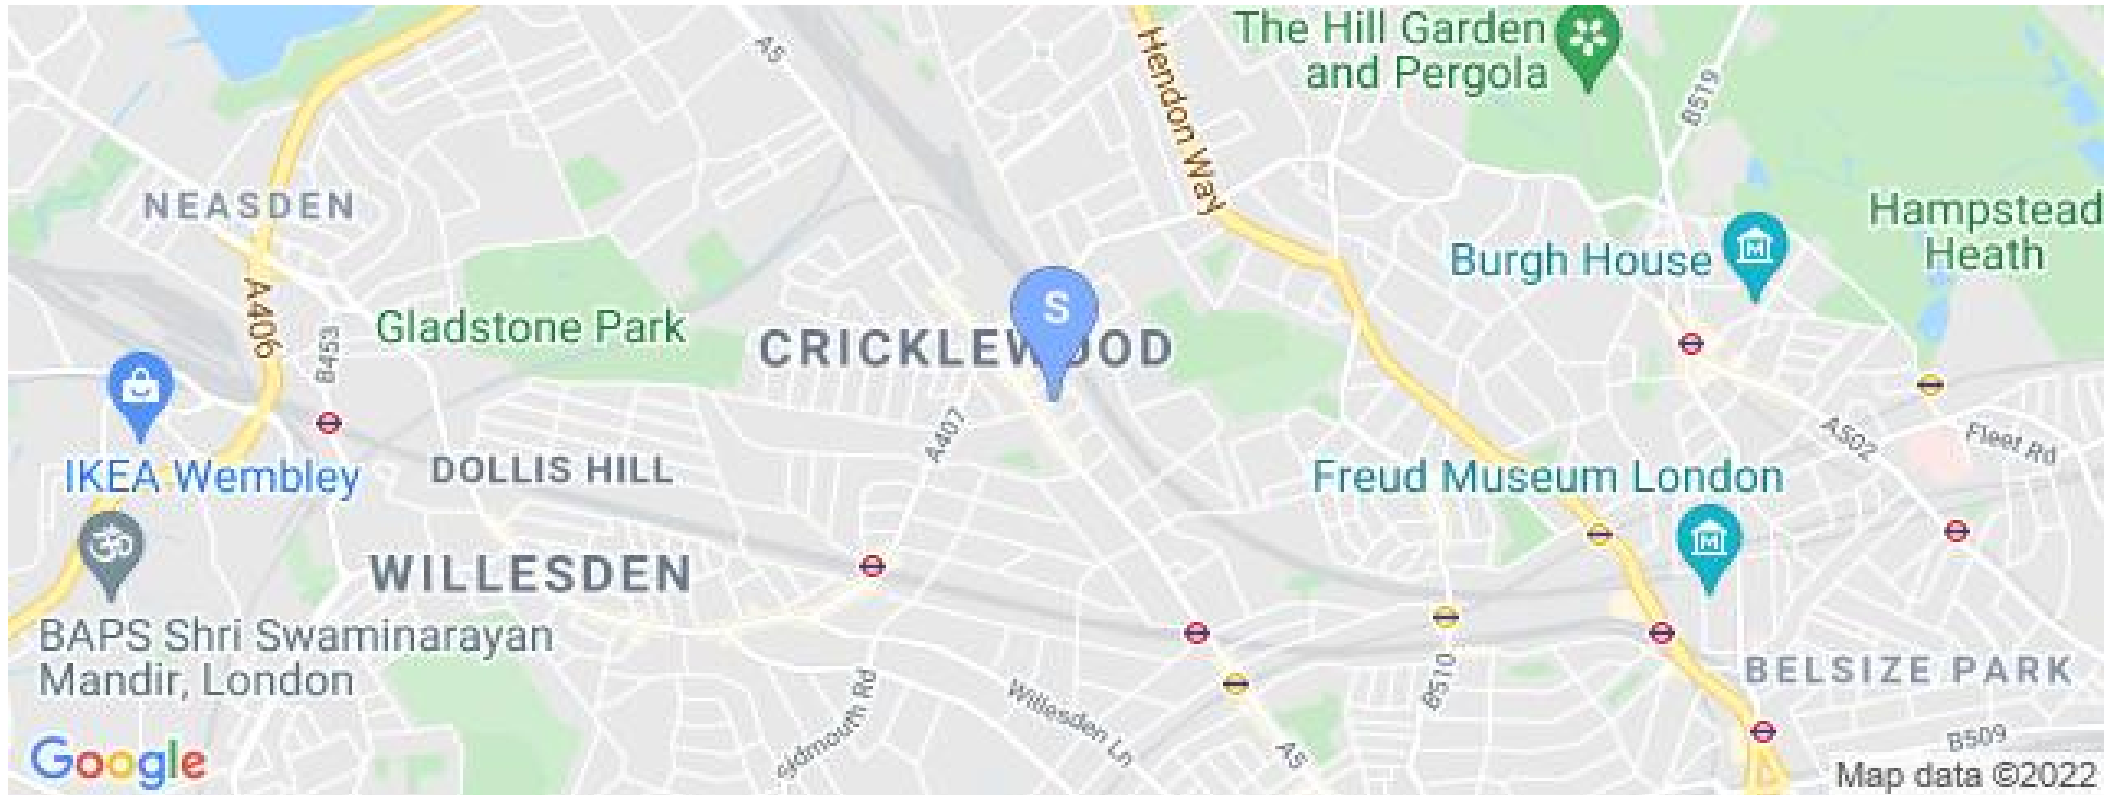 A5
Hendon Way
The Hill Garden
and Pergola
B519
NEASDEN
Hampstead
Heath
Burgh House
A406
B453
Gladstone Park
CRICKLEWOOD
S
A407
IKEA Wembley
DOLLIS HILL
A502
Fleet Rd
Freud Museum London
WILLESDEN
BAPS Shri Swaminarayan
Mandir, London
Willesden Ln
B510
BELSIZE PARK
A5
B509
Google
Map data ©2022